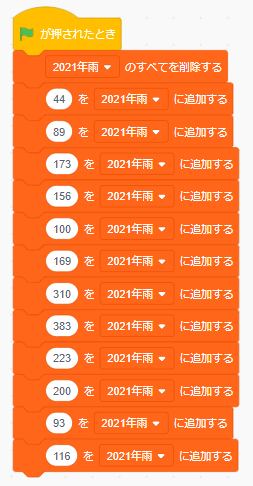 が押されたとき
2021年雨 のすべてを削除する
44 を 2021年雨 に追加する
89 を 2021年雨 に追加する
173 を 2021年雨 に追加する
156 を 2021年雨 に追加する
100 を 2021年雨 に追加する
169 を 2021年雨 に追加する
310 を 2021年雨 に追加する
383 を 2021年雨 に追加する
223 を 2021年雨 に追加する
200 を 2021年雨 に追加する
93 を 2021年雨 に追加する
116 を 2021年雨 に追加する